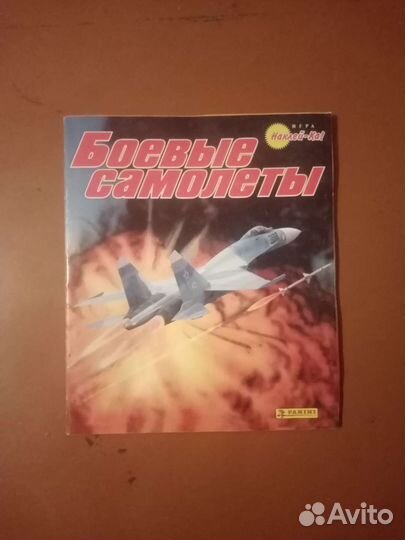 ИГРА
Наклей-Ка!
Боевые
самолеты
PANINI
Avito